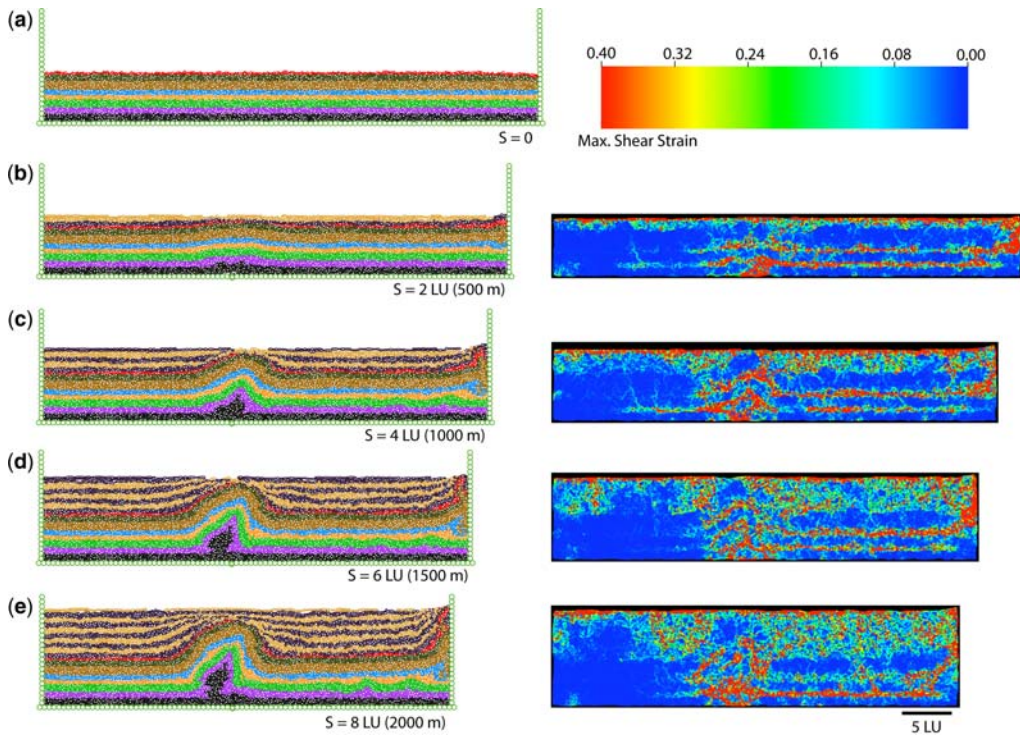 (a)
0.40 0.32 0.24 0.16 0.08 0.00
Max. Shear Strain
S = 0
(b)
S = 2 LU (500 m)
(c)
S = 4 LU (1000 m)
(d)
S = 6 LU (1500 m)
(e)
S = 8 LU (2000 m)
5 LU